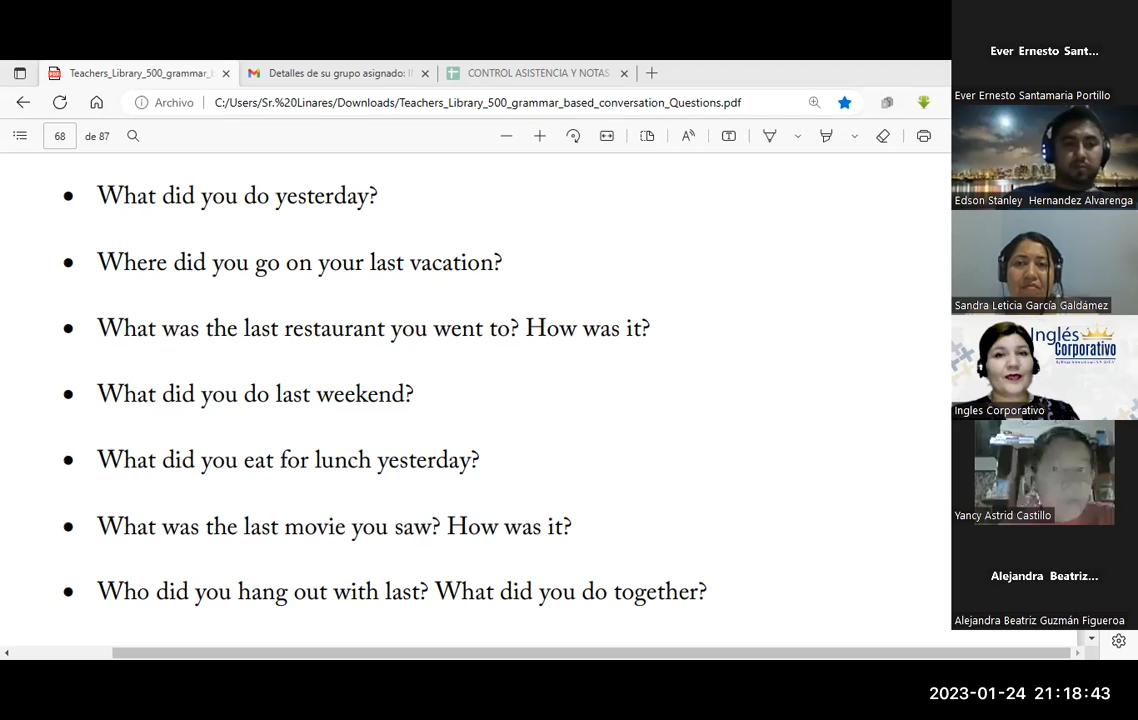 Teachers_Library_500_grammar_b
Detalles de su grupo asignado: I
CONTROL ASISTENCIA Y NOTAS
Archivo
C:/Users/Sr.%20Linares/Downloads/Teachers_Library_500_grammar_based_conversation_Questions.pdf
68
de 87
• What did you do yesterday?
• Where did you go on your last vacation?
• What was the last restaurant you went to? How was it?
• What did you do last weekend?
• What did you eat for lunch yesterday?
• What was the last movie you saw? How was it?
• Who did you hang out with last? What did you do together?
Ever Ernesto Sant...
Ever Ernesto Santamaria Portillo
Edson Stanley Hernandez Alvarenga
Sandra Leticia García Galdámez
Inglés
Corporativo
Ingles Corporativo
Yancy Astrid Castillo
Alejandra Beatriz...
Alejandra Beatriz Guzmán Figueroa
2023-01-24 21:18:43